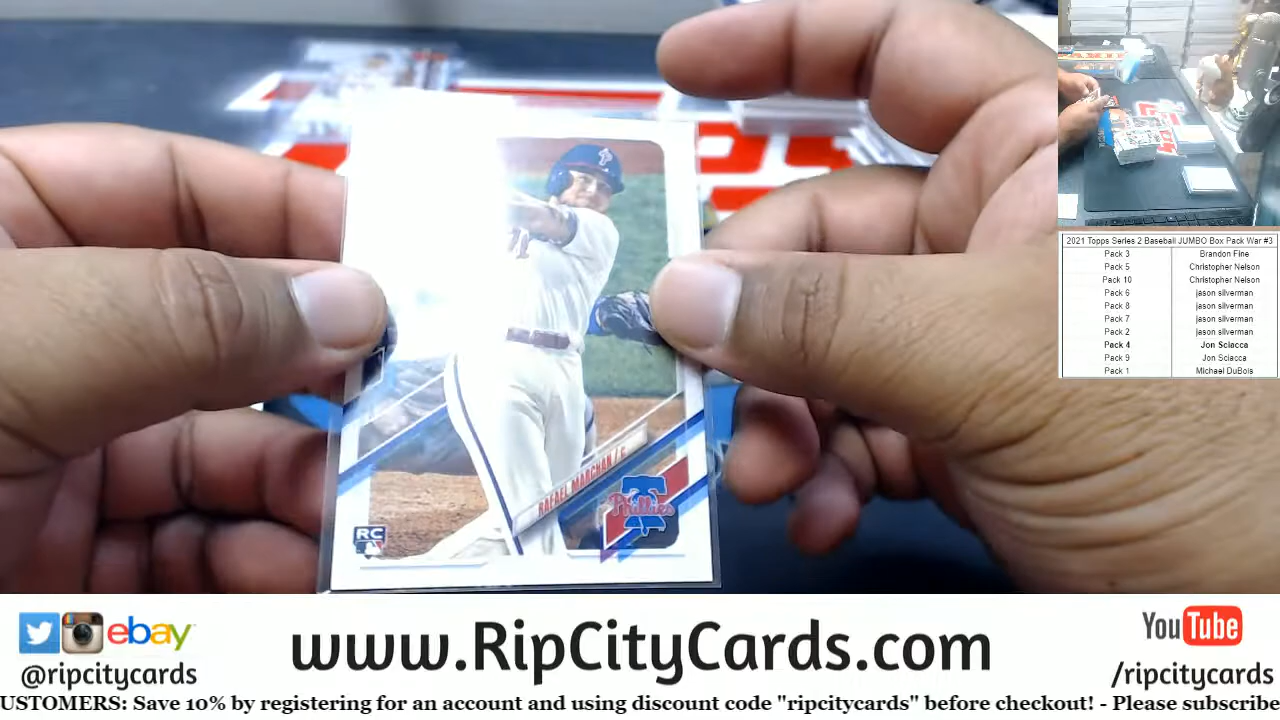 RAFAEL MARCHAN / C
Phillies
RC
2021 Topps Series 2 Baseball JUMBO Box Pack War #3
Pack 3 Brandon Fine
Pack 5 Christopher Nelson
Pack 10 Christopher Nelson
Pack 6 jason silverman
Pack 8 jason silverman
Pack 7 jason silverman
Pack 2 jason silverman
Pack 4 Jon Sciacca
Pack 9 Jon Sciacca
Pack 1 Michael DuBois
ebay
@ripcitycards
www.RipCityCards.com
YouTube
/ripcitycards
USTOMERS: Save 10% by registering for an account and using discount code "ripcitycards" before checkout! - Please subscribe